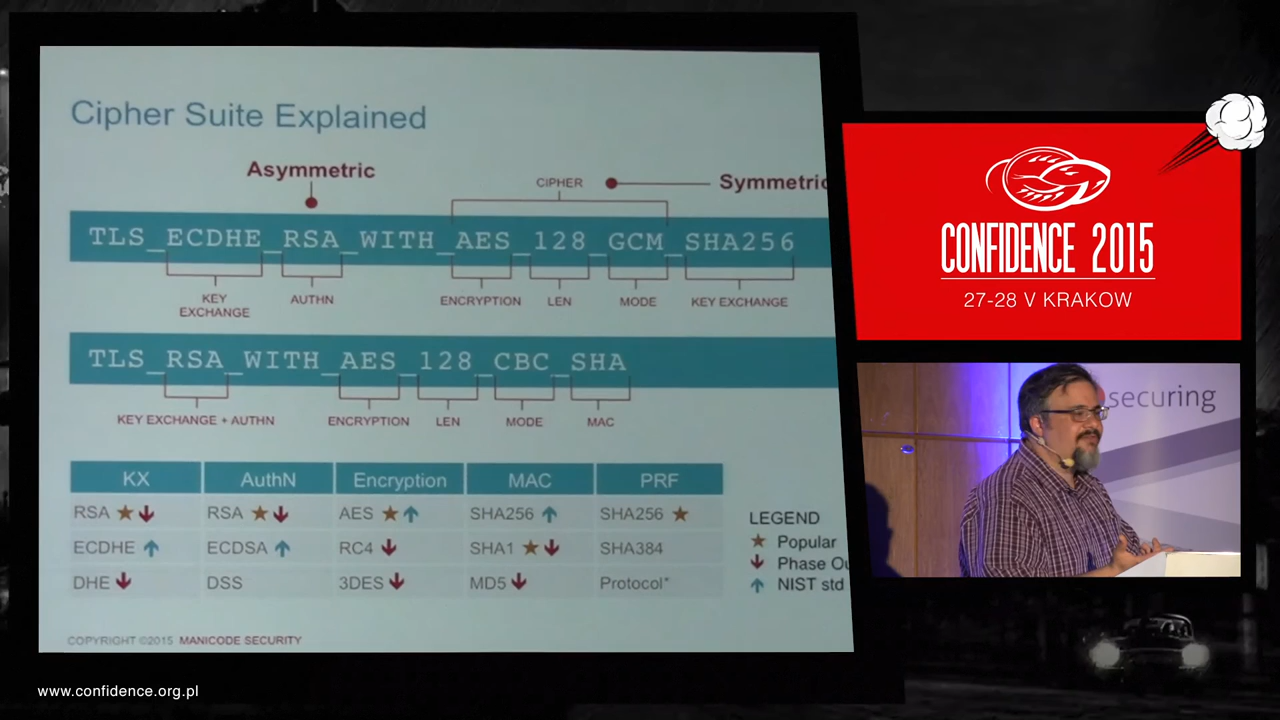 Cipher Suite Explained
Asymmetric
CIPHER
Symmetric
TLS_ECDHE_RSA_WITH_AES_128_GCM_SHA256
KEY EXCHANGE
AUTHN
ENCRYPTION
LEN
MODE
KEY EXCHANGE
TLS_RSA_WITH_AES_128_CBC_SHA
KEY EXCHANGE + AUTHN
ENCRYPTION
LEN
MODE
MAC
KX AuthN Encryption MAC PRF
RSA RSA AES SHA256 SHA256
ECDHE ECDSA RC4 SHA1 SHA384
DHE DSS 3DES MD5 Protocol*
LEGEND
Popular
Phase Ou
NIST std
COPYRIGHT ©2015 MANICODE SECURITY
CONFIDENCE 2015
27-28 V KRAKOW
securing
www.confidence.org.pl